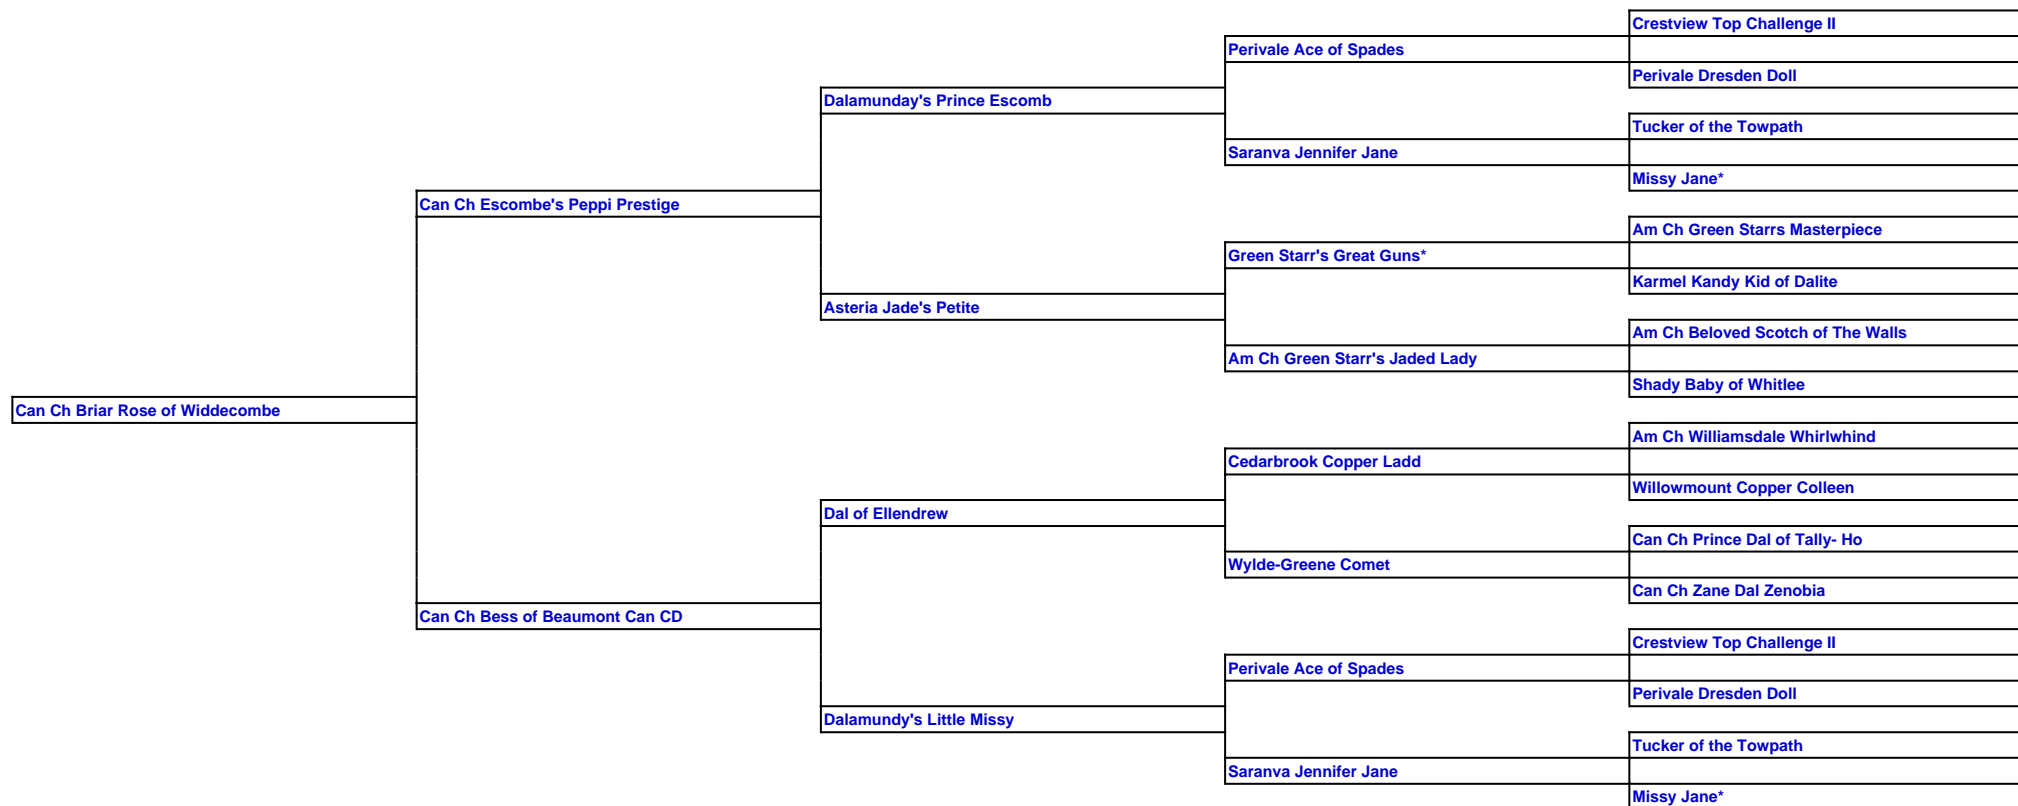 Crestview Top Challenge II
Perivale Ace of Spades
Perivale Dresden Doll
Dalamunday's Prince Escomb
Tucker of the Towpath
Saranva Jennifer Jane
Missy Jane*
Can Ch Escombe's Peppi Prestige
Am Ch Green Starrs Masterpiece
Green Starr's Great Guns*
Karmel Kandy Kid of Dalite
Asteria Jade's Petite
Am Ch Beloved Scotch of The Walls
Am Ch Green Starr's Jaded Lady
Shady Baby of Whitlee
Can Ch Briar Rose of Widdecombe
Am Ch Williamsdale Whirlwhind
Cedarbrook Copper Ladd
Willowmount Copper Colleen
Dal of Ellendrew
Can Ch Prince Dal of Tally- Ho
Wylde-Greene Comet
Can Ch Zane Dal Zenobia
Can Ch Bess of Beaumont Can CD
Crestview Top Challenge II
Perivale Ace of Spades
Perivale Dresden Doll
Dalamundy's Little Missy
Tucker of the Towpath
Saranva Jennifer Jane
Missy Jane*